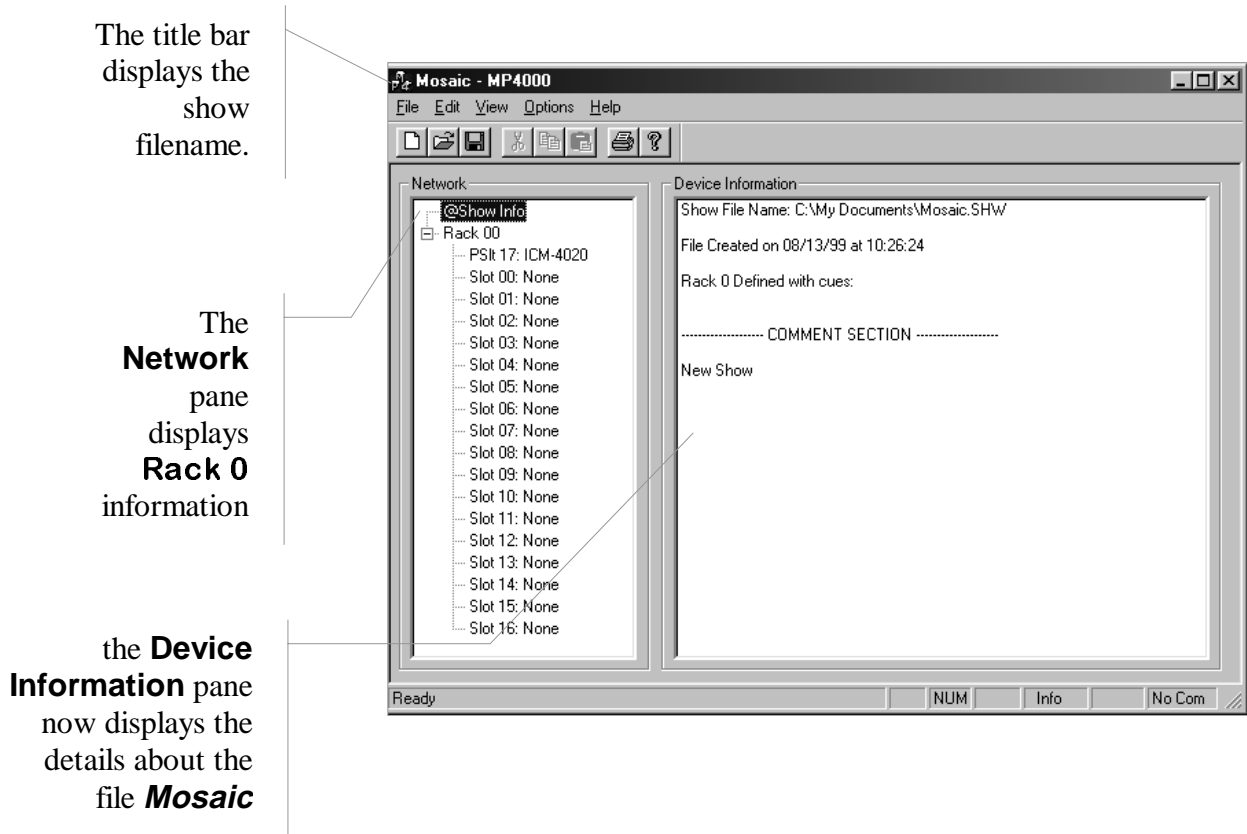 The title bar
displays the
show
filename.
The
Network
pane
displays
Rack 0
information
the Device
Information pane
now displays the
details about the
file Mosaic
Mosaic - MP4000
File Edit View Options Help
Network
@Show Info
Rack 00
PSlt 17: ICM-4020
Slot 00: None
Slot 01: None
Slot 02: None
Slot 03: None
Slot 04: None
Slot 05: None
Slot 06: None
Slot 07: None
Slot 08: None
Slot 09: None
Slot 10: None
Slot 11: None
Slot 12: None
Slot 13: None
Slot 14: None
Slot 15: None
Slot 16: None
Device Information
Show File Name: C:\My Documents\Mosaic.SHW
File Created on 08/13/99 at 10:26:24
Rack 0 Defined with cues:
------------------- COMMENT SECTION -------------------
New Show
Ready NUM Info No Com